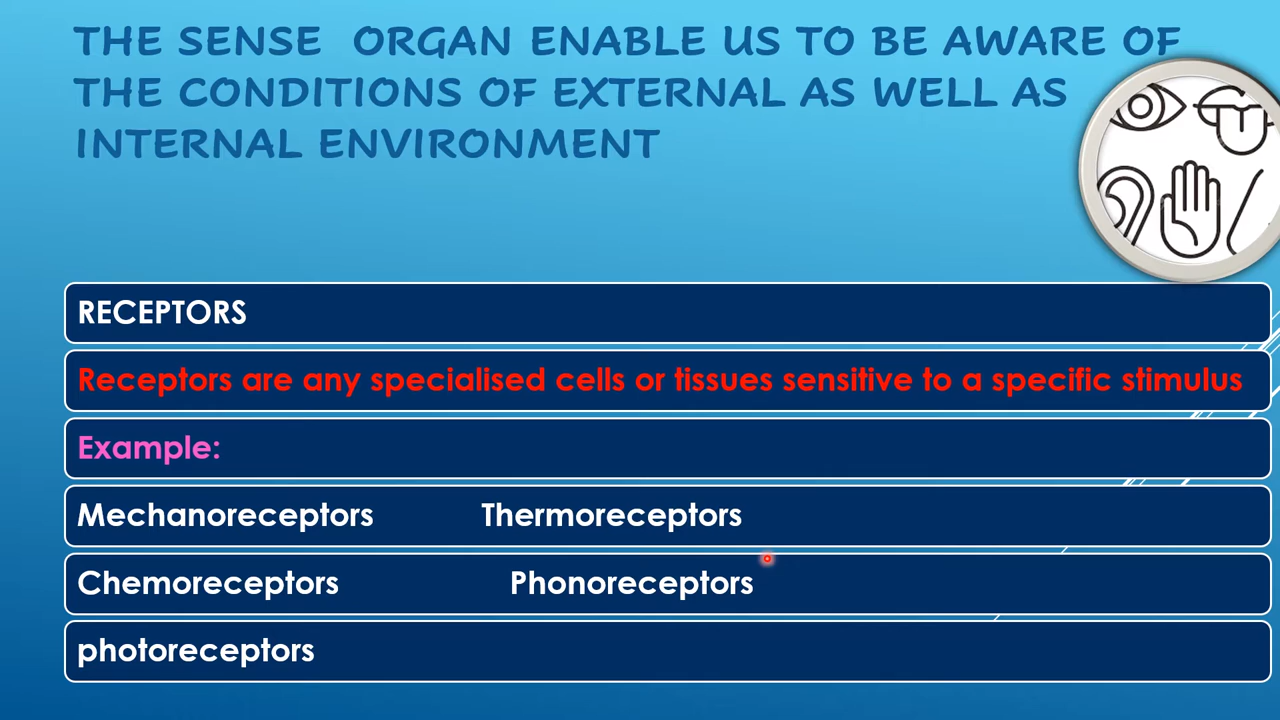 THE SENSE ORGAN ENABLE US TO BE AWARE OF
THE CONDITIONS OF EXTERNAL AS WELL AS
INTERNAL ENVIRONMENT
RECEPTORS
Receptors are any specialised cells or tissues sensitive to a specific stimulus
Example:
Mechanoreceptors Thermoreceptors
Chemoreceptors Phonoreceptors
photoreceptors